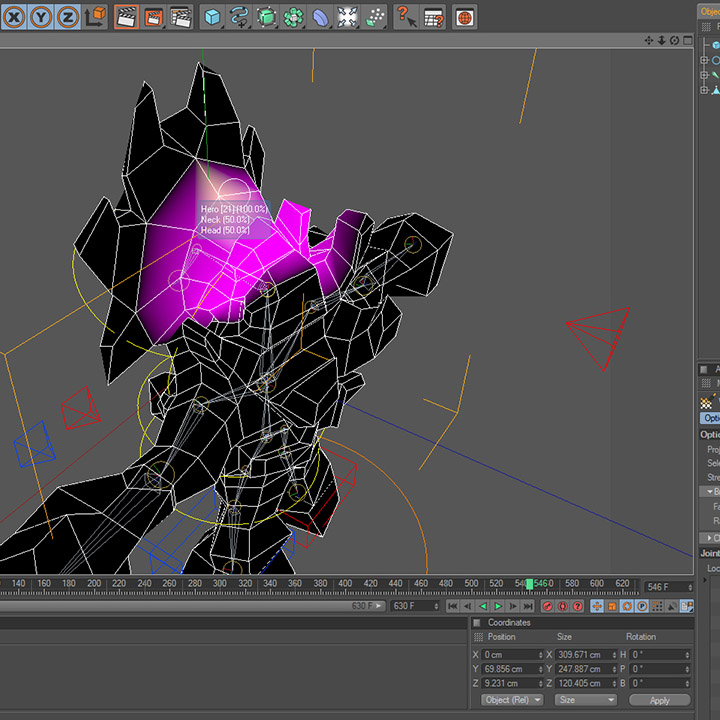 X Y Z
Objec
Hero [21] (100.0%)
Neck (50.0%)
Head (50.0%)
Opti
Optio
Proj
Sele
Stre
Joint
Loc
140 160 180 200 220 240 260 280 300 320 340 360 380 400 420 440 460 480 500 520 546 0 580 600 620
546 F
630 F
630 F
Coordinates
Position Size Rotation
X 0 cm X 309.671 cm H 0 °
Y 69.856 cm Y 247.887 cm P 0 °
Z 9.231 cm Z 120.405 cm B 0 °
Object (Rel) Size Apply